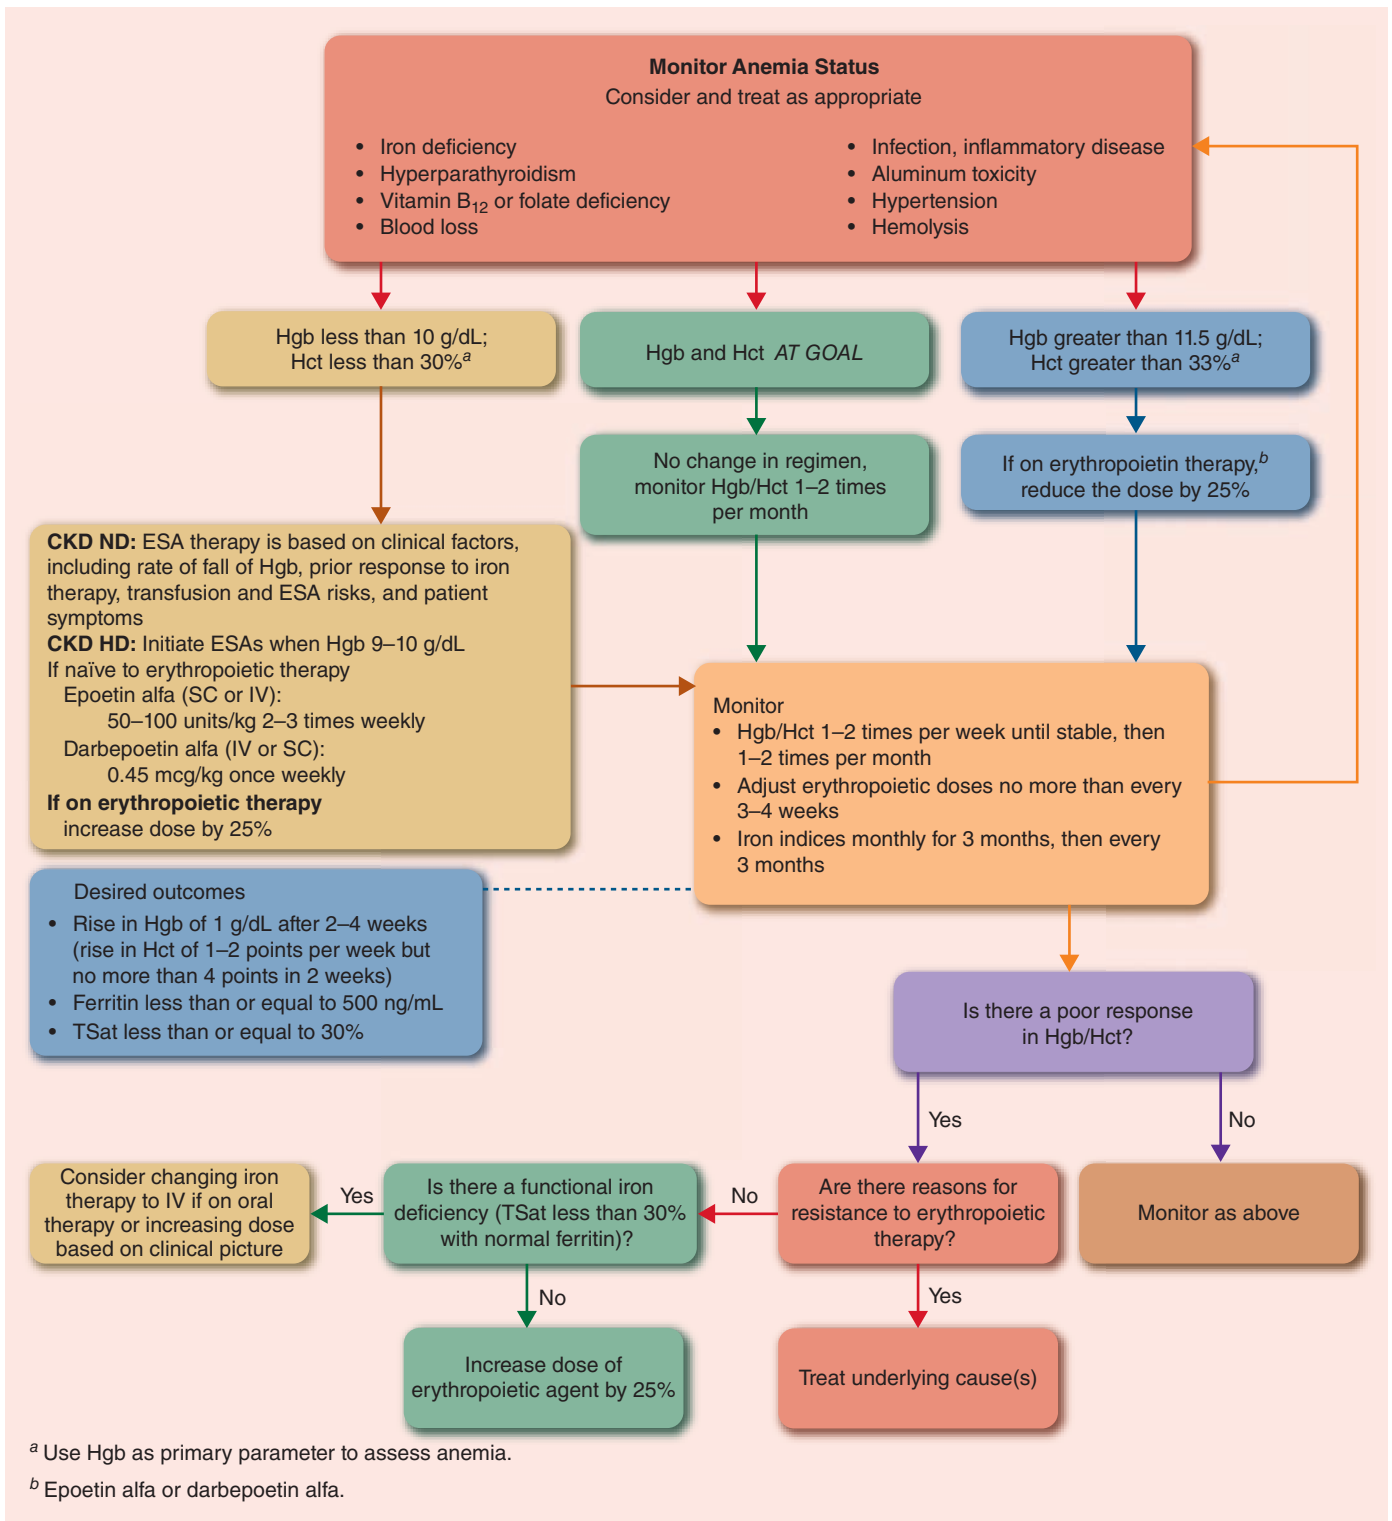 Monitor Anemia Status
Consider and treat as appropriate
• Iron deficiency
• Hyperparathyroidism
• Vitamin B12 or folate deficiency
• Blood loss
• Infection, inflammatory disease
• Aluminum toxicity
• Hypertension
• Hemolysis
Hgb less than 10 g/dL;
Hct less than 30%a
Hgb and Hct AT GOAL
Hgb greater than 11.5 g/dL;
Hct greater than 33%a
No change in regimen,
monitor Hgb/Hct 1–2 times
per month
If on erythropoietin therapy,b
reduce the dose by 25%
CKD ND: ESA therapy is based on clinical factors,
including rate of fall of Hgb, prior response to iron
therapy, transfusion and ESA risks, and patient
symptoms
CKD HD: Initiate ESAs when Hgb 9–10 g/dL
If naïve to erythropoietic therapy
Epoetin alfa (SC or IV):
50–100 units/kg 2–3 times weekly
Darbepoetin alfa (IV or SC):
0.45 mcg/kg once weekly
If on erythropoietic therapy
increase dose by 25%
Monitor
• Hgb/Hct 1–2 times per week until stable, then
1–2 times per month
• Adjust erythropoietic doses no more than every
3–4 weeks
• Iron indices monthly for 3 months, then every
3 months
Desired outcomes
• Rise in Hgb of 1 g/dL after 2–4 weeks
(rise in Hct of 1–2 points per week but
no more than 4 points in 2 weeks)
• Ferritin less than or equal to 500 ng/mL
• TSat less than or equal to 30%
Is there a poor response
in Hgb/Hct?
Yes
No
Consider changing iron
therapy to IV if on oral
therapy or increasing dose
based on clinical picture
Yes
Is there a functional iron
deficiency (TSat less than 30%
with normal ferritin)?
No
Are there reasons for
resistance to erythropoietic
therapy?
Monitor as above
No
Yes
Increase dose of
erythropoietic agent by 25%
Treat underlying cause(s)
a Use Hgb as primary parameter to assess anemia.
b Epoetin alfa or darbepoetin alfa.